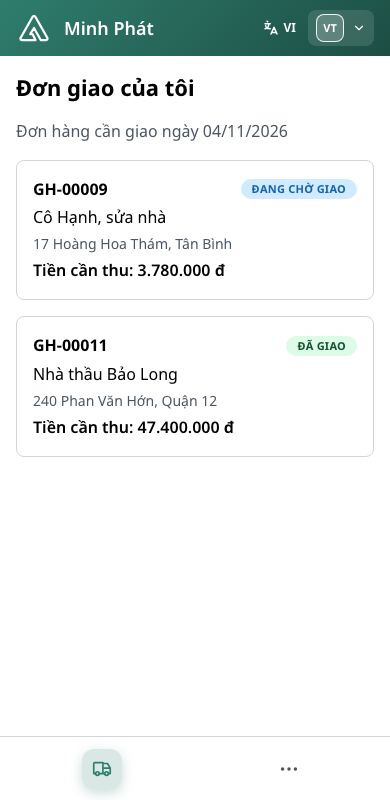 Minh Phát
VI
VT
Đơn giao của tôi
Đơn hàng cần giao ngày 04/11/2026
GH-00009
ĐANG CHỜ GIAO
Cô Hạnh, sửa nhà
17 Hoàng Hoa Thám, Tân Bình
Tiền cần thu: 3.780.000 đ
GH-00011
ĐÃ GIAO
Nhà thầu Bảo Long
240 Phan Văn Hớn, Quận 12
Tiền cần thu: 47.400.000 đ